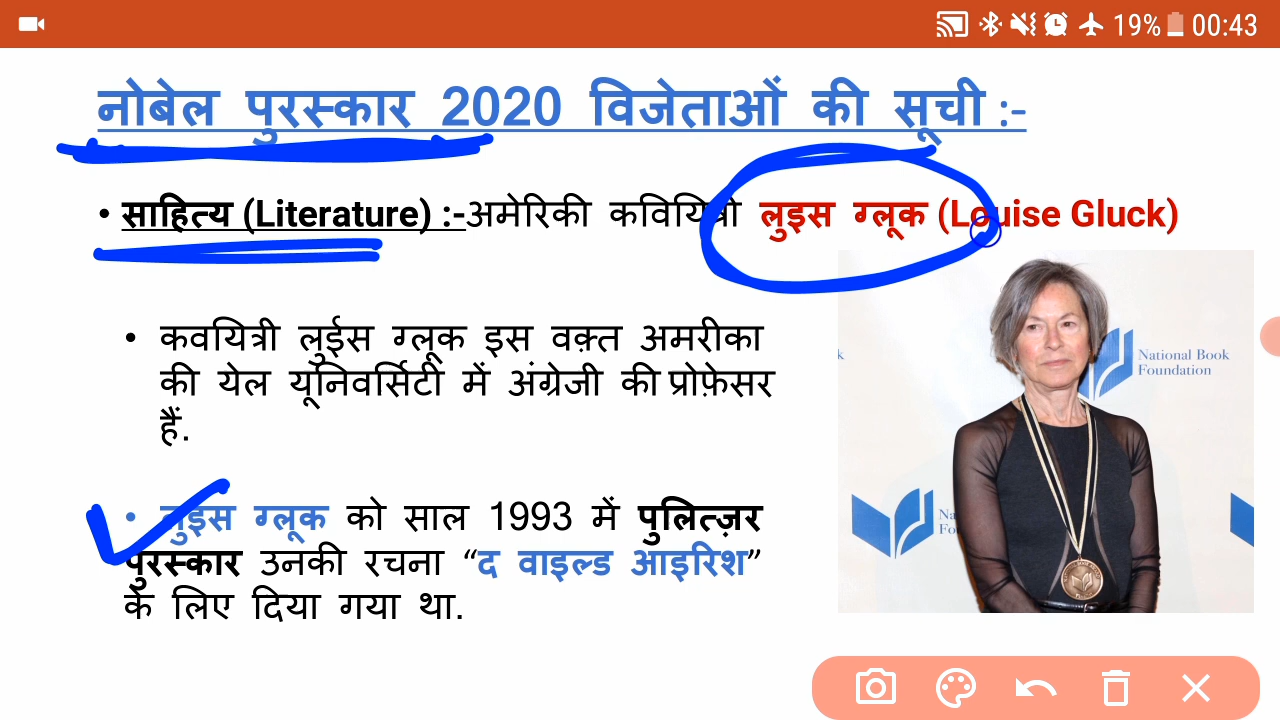 19% 00:43
नोबेल पुरस्कार 2020 विजेताओं की सूची :-
• साहित्य (Literature) :-अमेरिकी कवियित्री लुइस ग्लूक (Louise Gluck)
• कवयित्री लुईस ग्लूक इस वक़्त अमरीका
की येल यूनिवर्सिटी में अंग्रेजी की प्रोफ़ेसर
हैं.
• लुइस ग्लूक को साल 1993 में पुलित्ज़र
पुरस्कार उनकी रचना “द वाइल्ड आइरिश”
के लिए दिया गया था.
National Book
Foundation